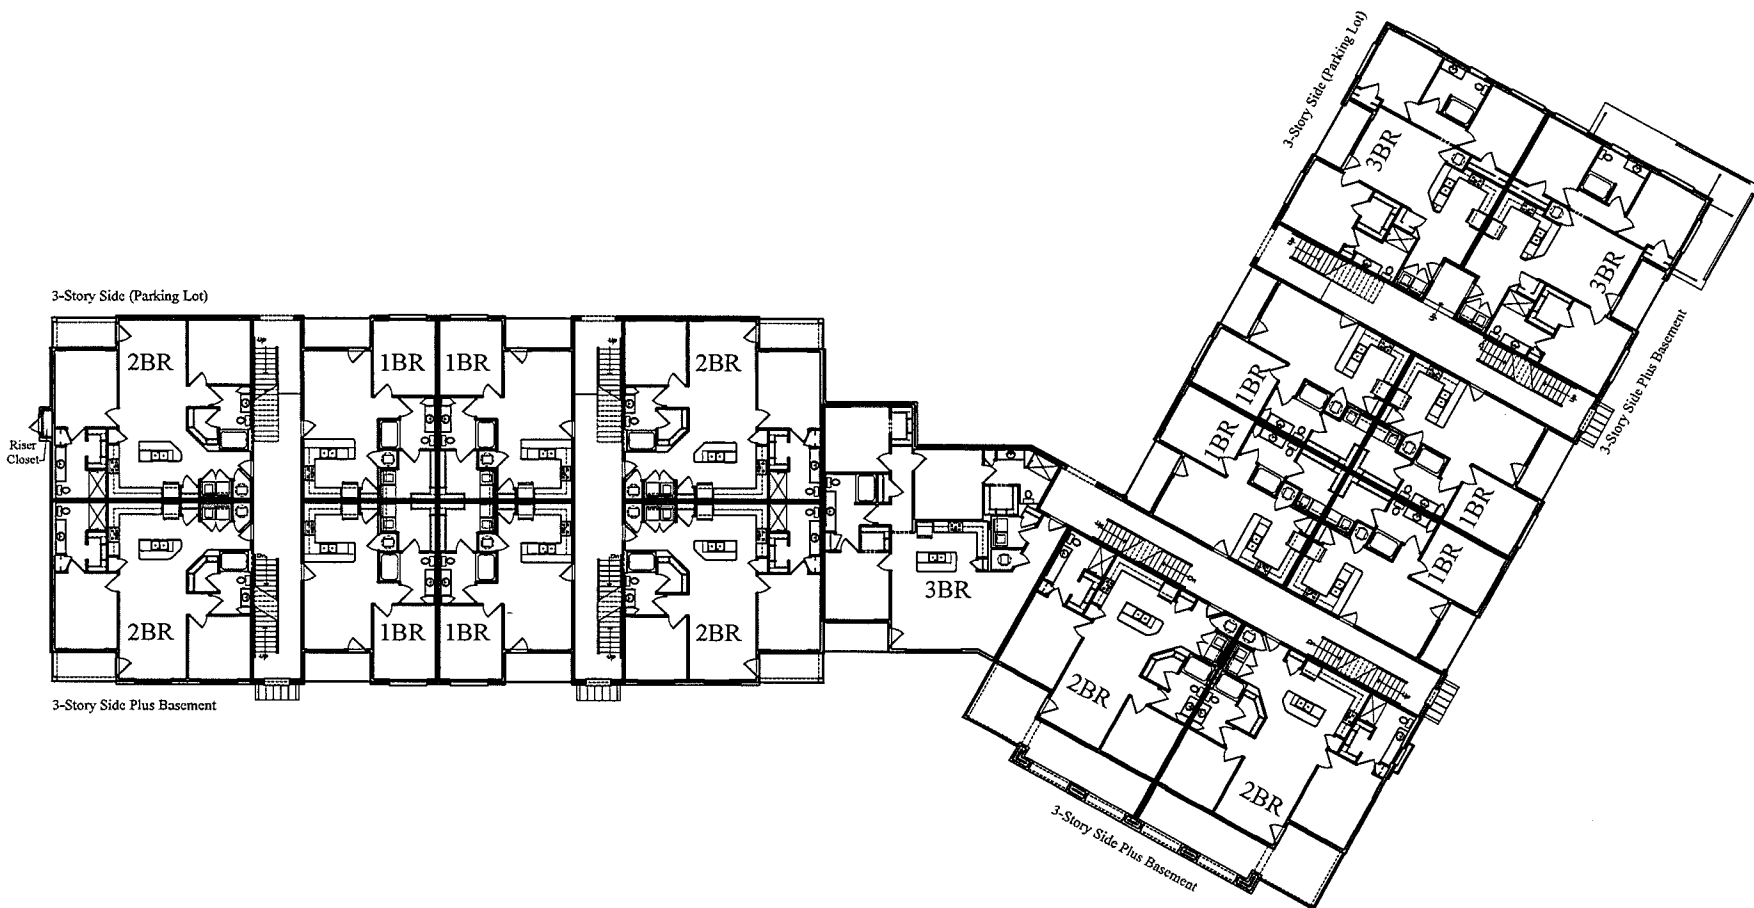 3-Story Side (Parking Lot)
3BR
3BR
3-Story Side Plus Basement
3-Story Side (Parking Lot)
2BR
1BR
1BR
2BR
1BR
1BR
Riser
Closet
1BR
1BR
3BR
2BR
1BR
1BR
2BR
2BR
2BR
3-Story Side Plus Basement
3-Story Side Plus Basement